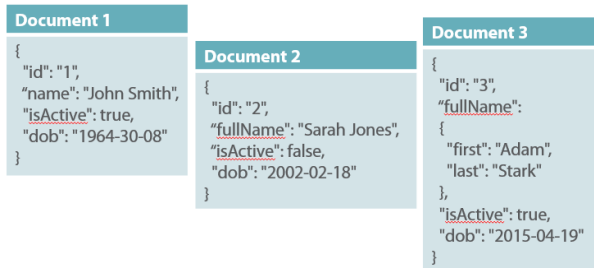 Document 1
{
"id": "1",
“name": "John Smith",
"isActive": true,
"dob": "1964-30-08"
}
Document 2
{
"id": "2",
“fullName": "Sarah Jones",
“isActive": false,
"dob": "2002-02-18"
}
Document 3
{
"id": "3",
“fullName":
{
"first": "Adam",
"last": "Stark"
},
"isActive": true,
"dob": "2015-04-19"
}